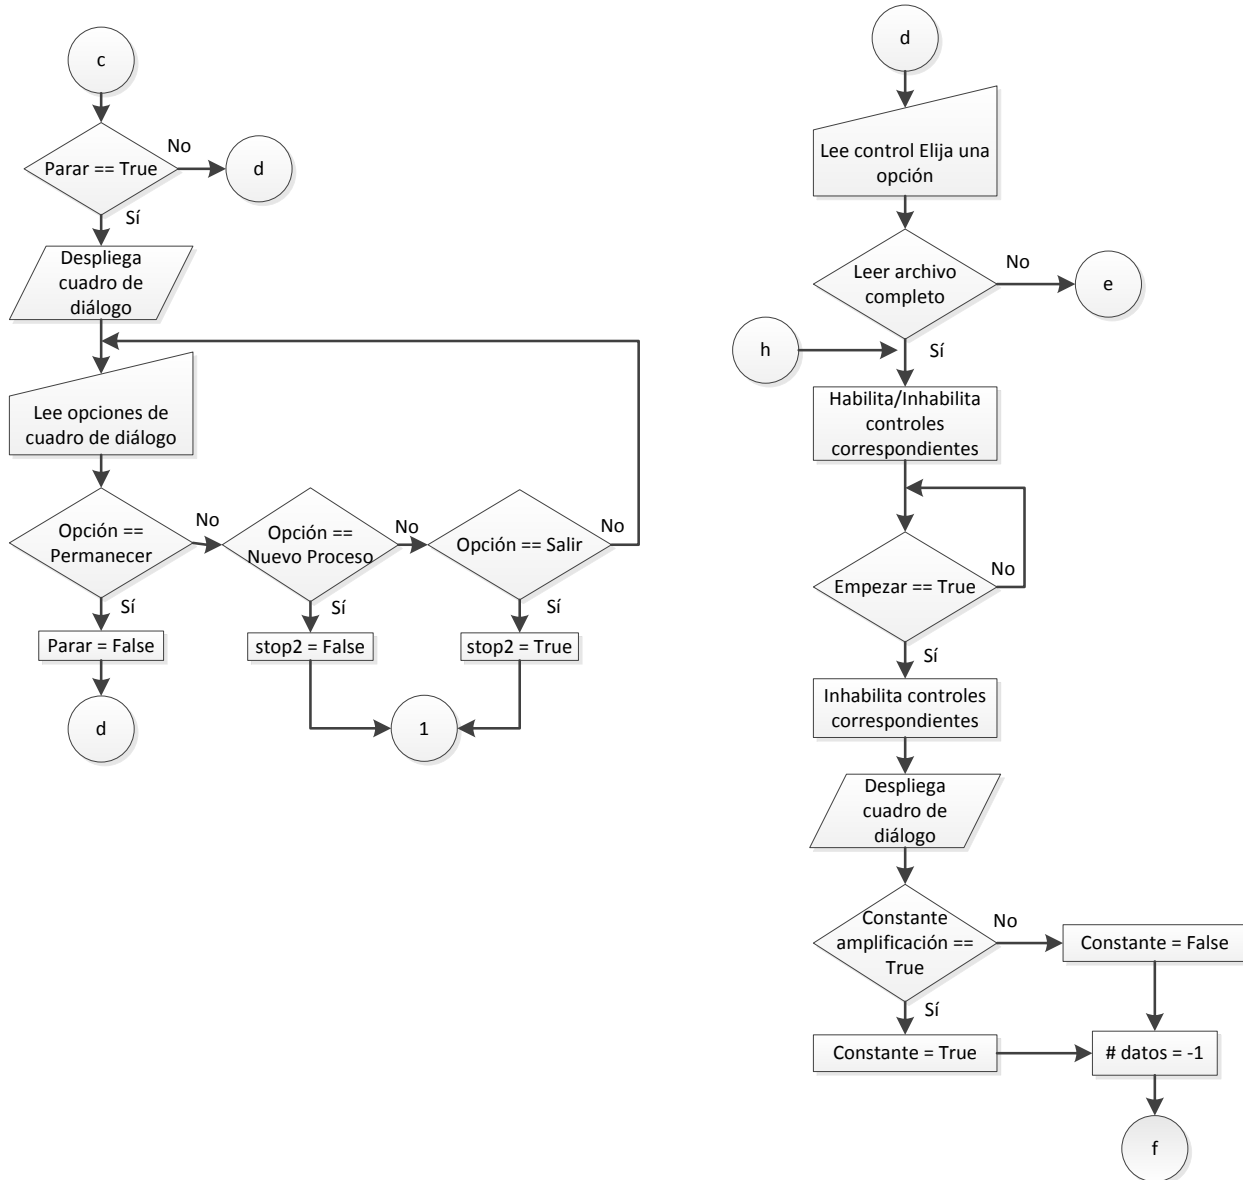 c
Parar == True
No
d
Sí
Despliega
cuadro de
diálogo
Lee opciones de
cuadro de diálogo
Opción ==
Permanecer
No
Opción ==
Nuevo Proceso
No
Opción == Salir
No
Sí
Sí
Sí
Parar = False
stop2 = False
stop2 = True
d
1
d
Lee control Elija una
opción
Leer archivo
completo
No
e
h
Sí
Habilita/Inhabilita
controles
correspondientes
Empezar == True
No
Sí
Inhabilita controles
correspondientes
Despliega
cuadro de
diálogo
Constante
amplificación ==
True
No
Constante = False
Sí
Constante = True
# datos = -1
f